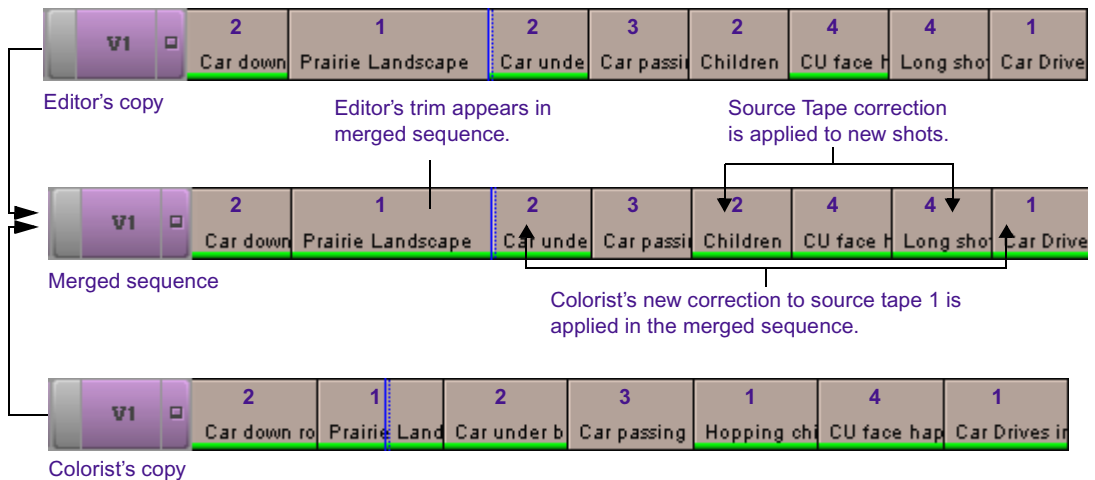 2 1 2 3 2 4 4 1
V1 Car down Prairie Landscape Car unde Car passi Children CU face H Long sho Car Drive
Editor's copy
Editor's trim appears in
merged sequence.
Source Tape correction
is applied to new shots.
2 1 2 3 2 4 4 1
V1 Car down Prairie Landscape Car unde Car passi Children CU face h Long sho Car Drive
Merged sequence
Colorist's new correction to source tape 1 is
applied in the merged sequence.
2 1 2 3 1 4 1
V1 Car down ro Prairie Land Car under b Car passing Hopping chi CU face hap Car Drives in
Colorist's copy